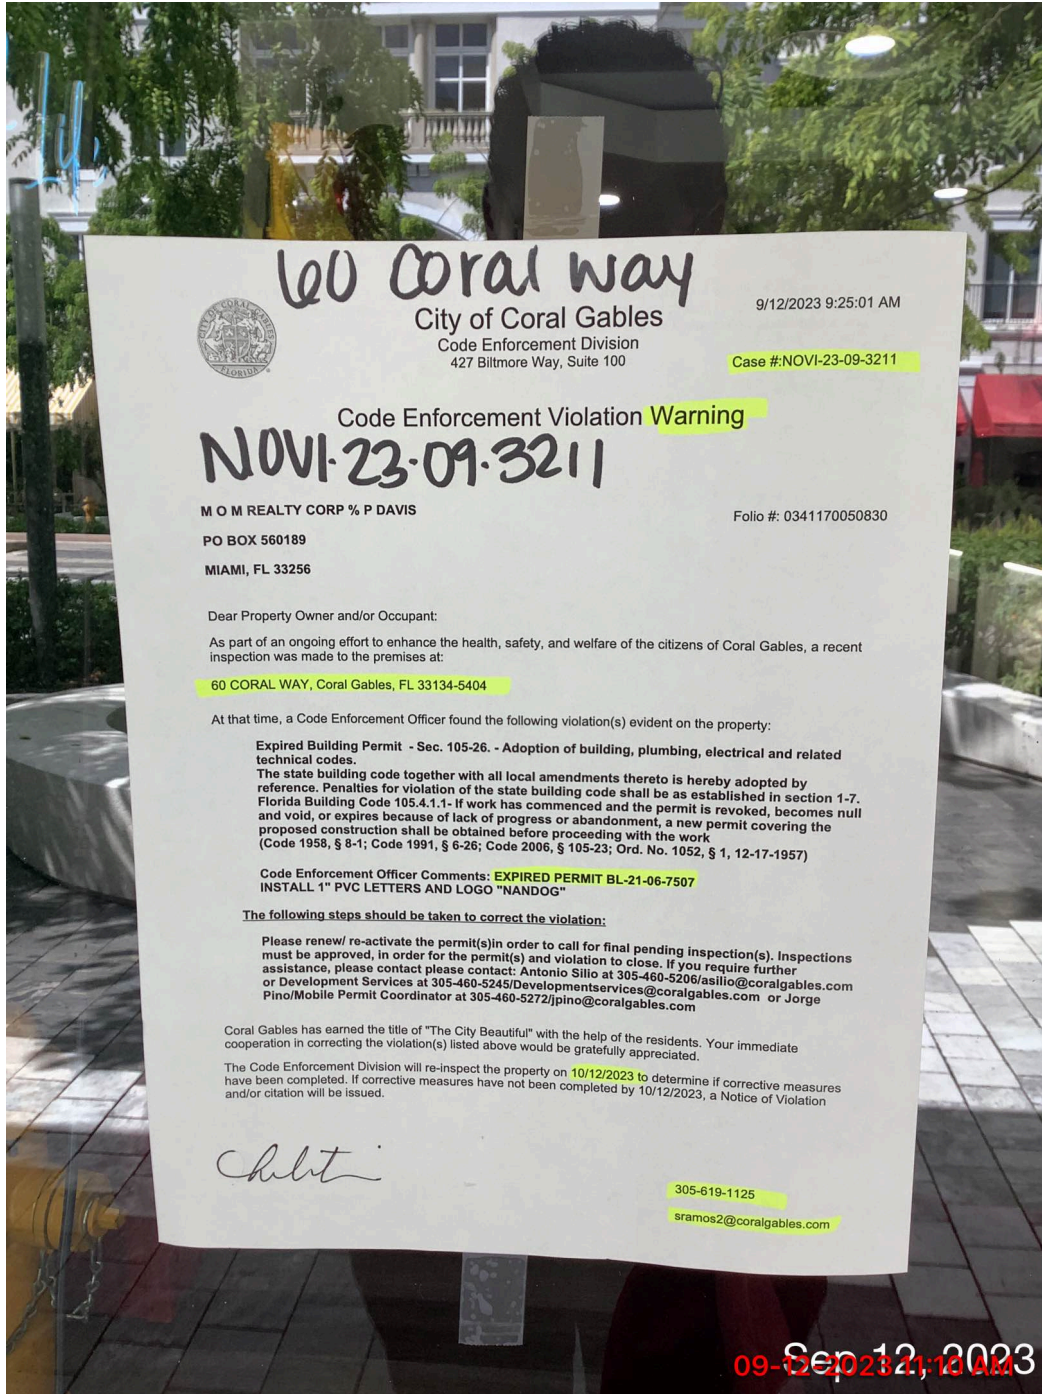 60 Coral way
City of Coral Gables
Code Enforcement Division
427 Biltmore Way, Suite 100
9/12/2023 9:25:01 AM
Case #:NOVI-23-09-3211
CITY OF CORAL GABLES
FLORIDA
Code Enforcement Violation Warning
NOVI-23-09-3211
M O M REALTY CORP % P DAVIS
PO BOX 560189
MIAMI, FL 33256
Folio #: 0341170050830
Dear Property Owner and/or Occupant:
As part of an ongoing effort to enhance the health, safety, and welfare of the citizens of Coral Gables, a recent
inspection was made to the premises at:
60 CORAL WAY, Coral Gables, FL 33134-5404
At that time, a Code Enforcement Officer found the following violation(s) evident on the property:
Expired Building Permit - Sec. 105-26. - Adoption of building, plumbing, electrical and related
technical codes.
The state building code together with all local amendments thereto is hereby adopted by
reference. Penalties for violation of the state building code shall be as established in section 1-7.
Florida Building Code 105.4.1.1- If work has commenced and the permit is revoked, becomes null
and void, or expires because of lack of progress or abandonment, a new permit covering the
proposed construction shall be obtained before proceeding with the work
(Code 1958, § 8-1; Code 1991, § 6-26; Code 2006, § 105-23; Ord. No. 1052, § 1, 12-17-1957)
Code Enforcement Officer Comments: EXPIRED PERMIT BL-21-06-7507
INSTALL 1" PVC LETTERS AND LOGO "NANDOG"
The following steps should be taken to correct the violation:
Please renew/ re-activate the permit(s)in order to call for final pending inspection(s). Inspections
must be approved, in order for the permit(s) and violation to close. If you require further
assistance, please contact please contact: Antonio Silio at 305-460-5206/asilio@coralgables.com
or Development Services at 305-460-5245/Developmentservices@coralgables.com or Jorge
Pino/Mobile Permit Coordinator at 305-460-5272/jpino@coralgables.com
Coral Gables has earned the title of "The City Beautiful" with the help of the residents. Your immediate
cooperation in correcting the violation(s) listed above would be gratefully appreciated.
The Code Enforcement Division will re-inspect the property on 10/12/2023 to determine if corrective measures
have been completed. If corrective measures have not been completed by 10/12/2023, a Notice of Violation
and/or citation will be issued.
305-619-1125
sramos2@coralgables.com
Sep 12, 2023
09-12-2023 11:10 AM